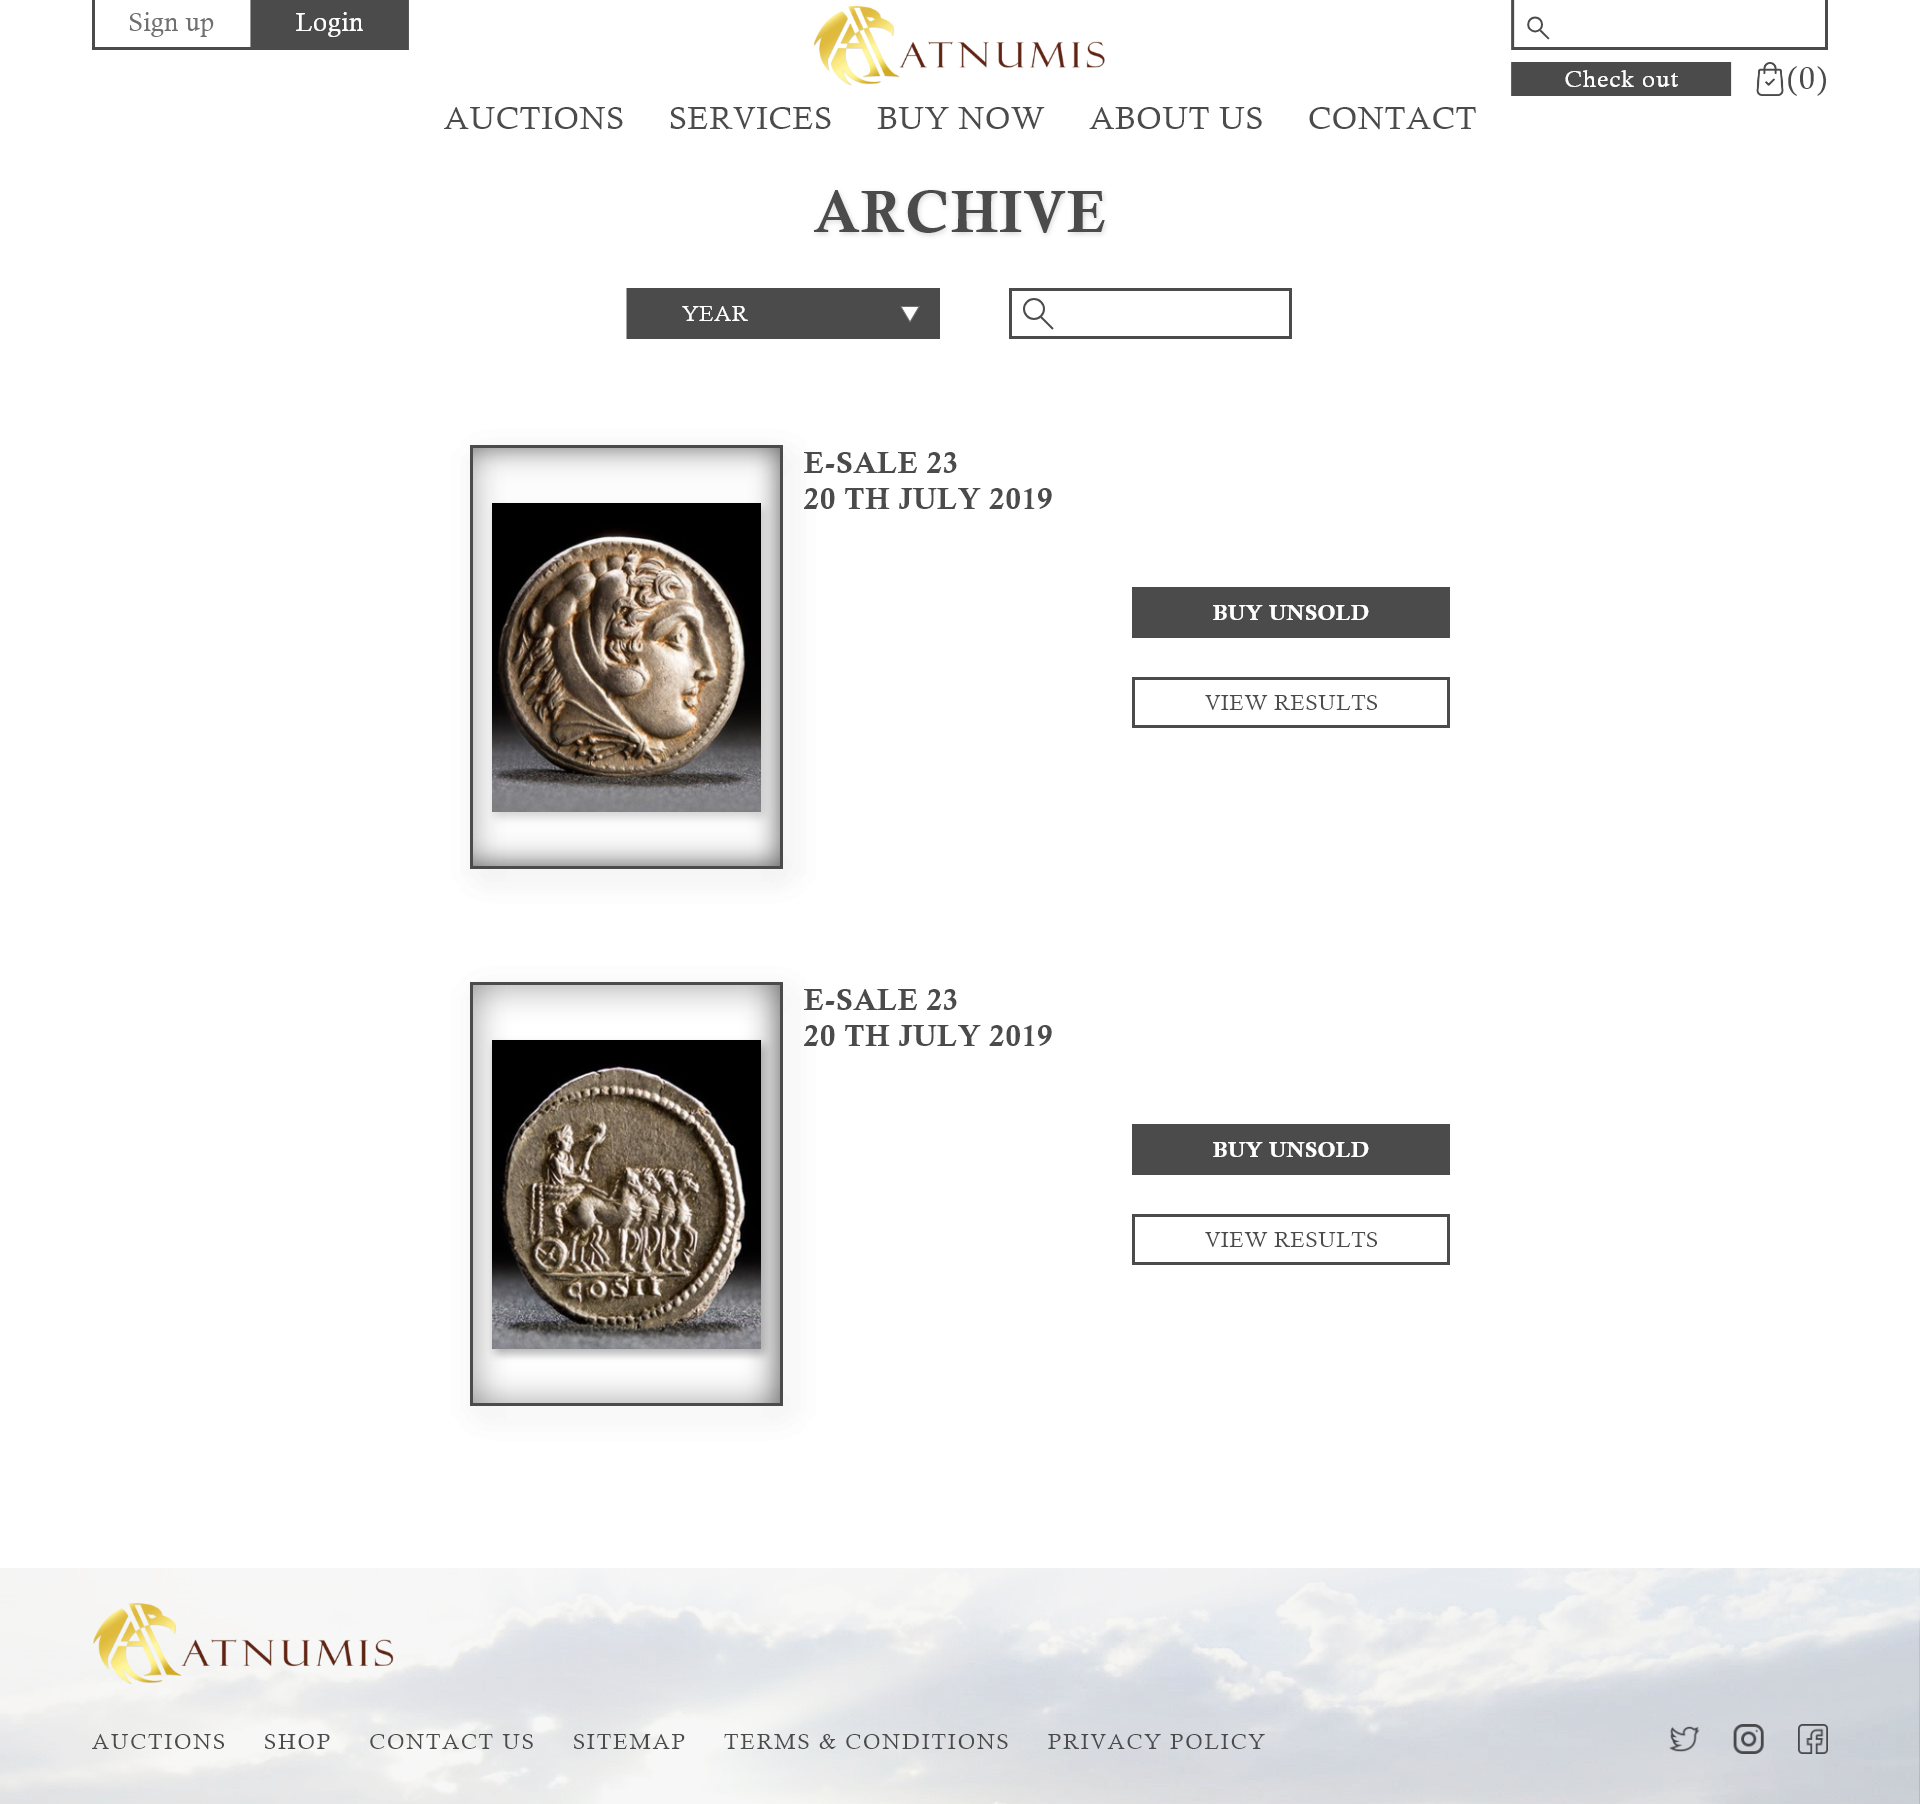 Sign up
Login
ATNUMIS
Check out
(0)
AUCTIONS SERVICES BUY NOW ABOUT US CONTACT
ARCHIVE
YEAR
E-SALE 23
20 TH JULY 2019
BUY UNSOLD
VIEW RESULTS
E-SALE 23
20 TH JULY 2019
BUY UNSOLD
VIEW RESULTS
ATNUMIS
AUCTIONS SHOP CONTACT US SITEMAP TERMS & CONDITIONS PRIVACY POLICY